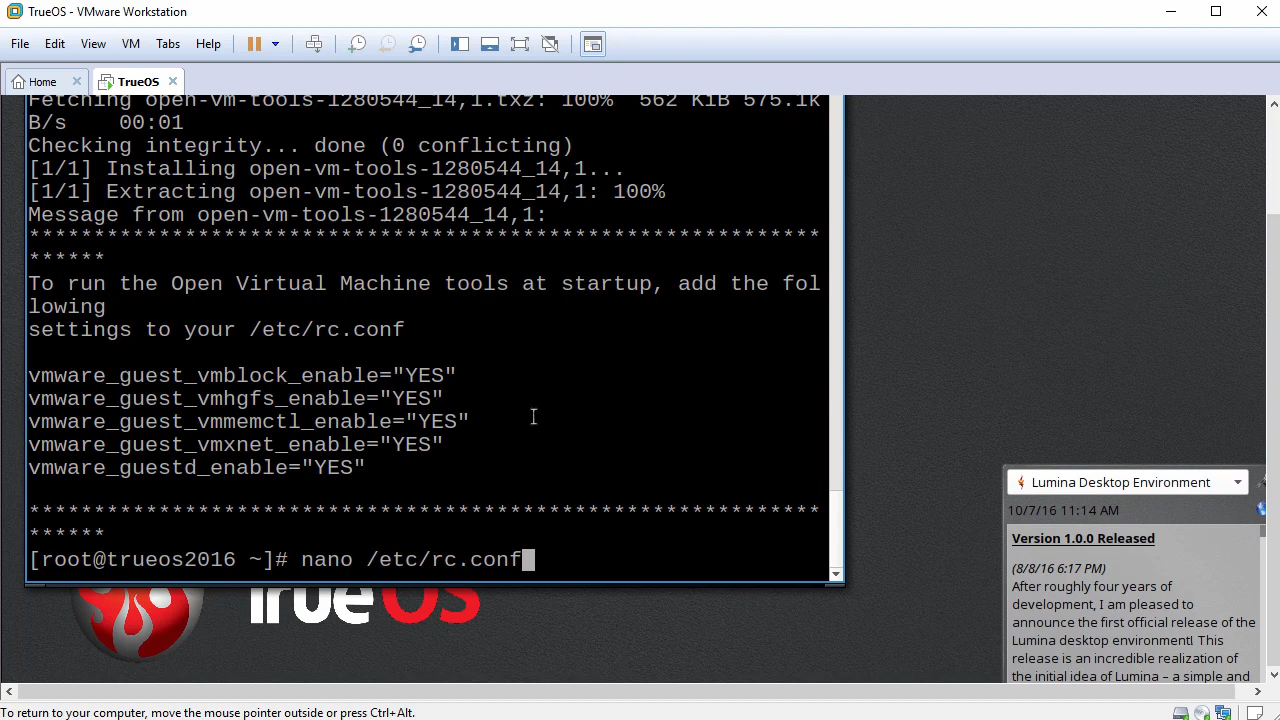 TrueOS - VMware Workstation
File Edit View VM Tabs Help
Home TrueOS
Fetching open-vm-tools-1280544_14,1.txz: 100% 562 KiB 575.1k
B/s 00:01
Checking integrity... done (0 conflicting)
[1/1] Installing open-vm-tools-1280544_14,1...
[1/1] Extracting open-vm-tools-1280544_14,1: 100%
Message from open-vm-tools-1280544_14,1:
*************************************************************
******
To run the Open Virtual Machine tools at startup, add the fol
lowing
settings to your /etc/rc.conf
vmware_guest_vmblock_enable="YES"
vmware_guest_vmhgfs_enable="YES"
vmware_guest_vmmemctl_enable="YES"
vmware_guest_vmxnet_enable="YES"
vmware_guestd_enable="YES"
*************************************************************
******
[root@trueos2016 ~]# nano /etc/rc.conf
TrueOS
Lumina Desktop Environment
10/7/16 11:14 AM
Version 1.0.0 Released
(8/8/16 6:17 PM)
After roughly four years of
development, I am pleased to
announce the first official release of the
Lumina desktop environment! This
release is an incredible realization of
the initial idea of Lumina – a simple and
To return to your computer, move the mouse pointer outside or press Ctrl+Alt.